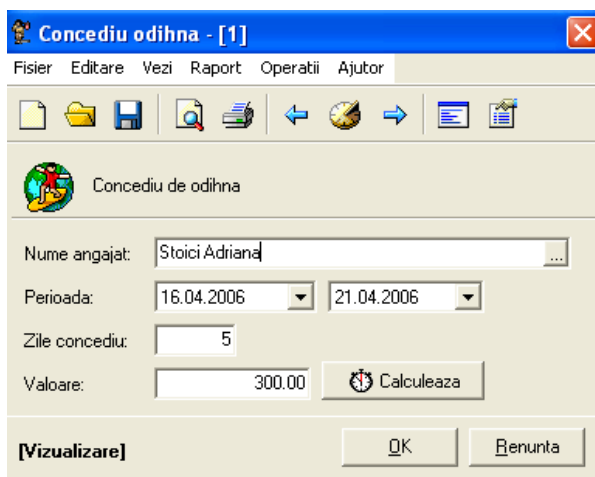 Concediu odihna - [1]
Fisier Editare Vezi Raport Operatii Ajutor
Concediu de odihna
Nume angajat: Stoici Adriana ...
Perioada: 16.04.2006 21.04.2006
Zile concediu: 5
Valoare: 300.00 Calculeaza
[Vizualizare] OK Renunta